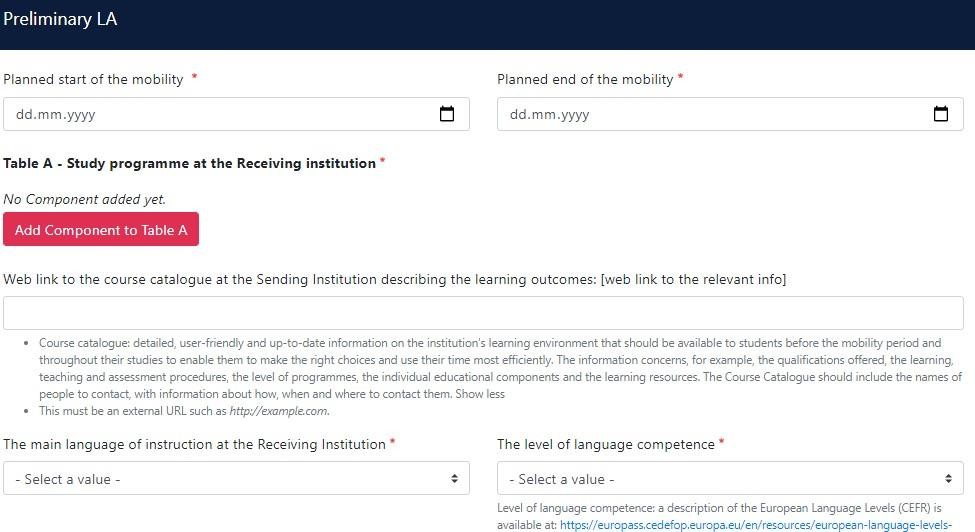 Preliminary LA
Planned start of the mobility *
Planned end of the mobility *
dd.mm.yyyy
dd.mm.yyyy
Table A - Study programme at the Receiving institution *
No Component added yet.
Add Component to Table A
Web link to the course catalogue at the Sending Institution describing the learning outcomes: [web link to the relevant info]
• Course catalogue: detailed, user-friendly and up-to-date information on the institution's learning environment that should be available to students before the mobility period and
throughout their studies to enable them to make the right choices and use their time most efficiently. The information concerns, for example, the qualifications offered, the learning,
teaching and assessment procedures, the level of programmes, the individual educational components and the learning resources. The Course Catalogue should include the names of
people to contact, with information about how, when and where to contact them. Show less
• This must be an external URL such as http://example.com.
The main language of instruction at the Receiving Institution *
The level of language competence *
- Select a value -
- Select a value -
Level of language competence: a description of the European Language Levels (CEFR) is
available at: https://europass.cedefop.europa.eu/en/resources/european-language-levels-